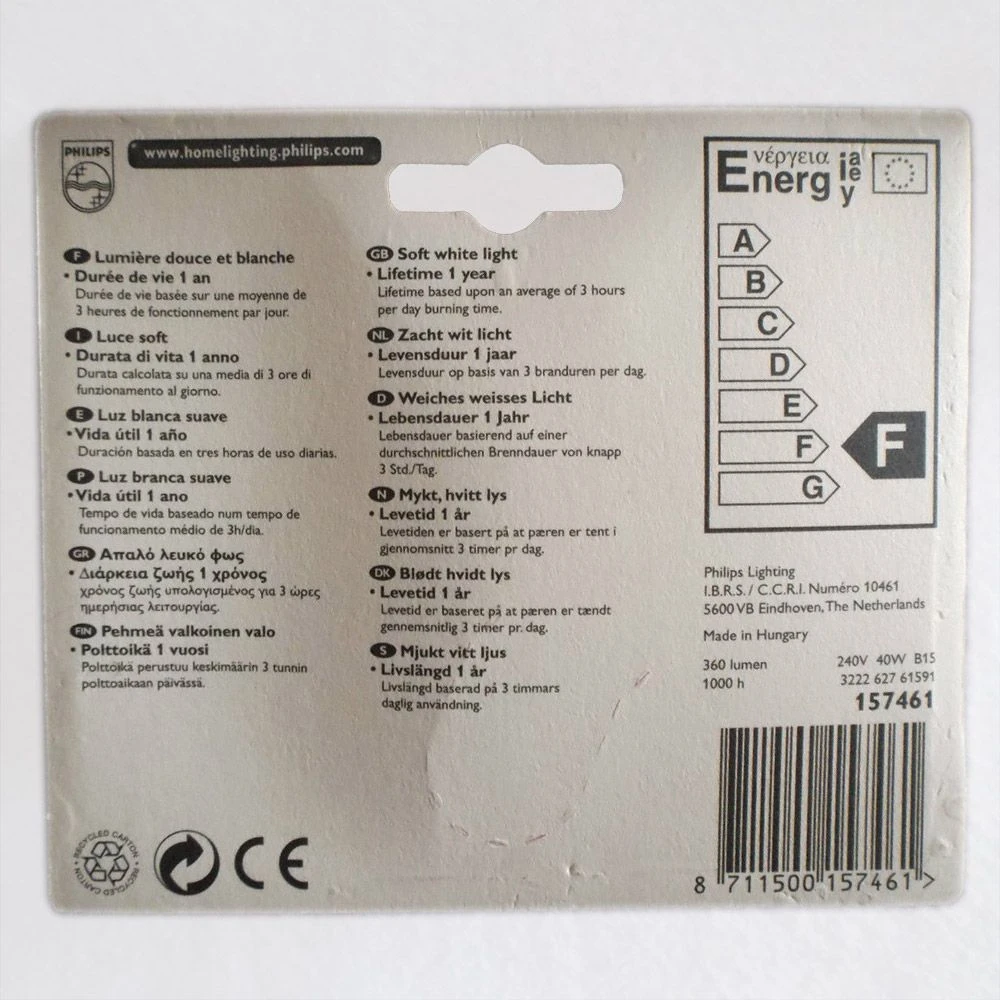 PHILIPS
www.homelighting.philips.com
F Lumière douce et blanche
• Durée de vie 1 an
Durée de vie basée sur une moyenne de
3 heures de fonctionnement par jour.
I Luce soft
• Durata di vita 1 anno
Durata calcolata su una media di 3 ore di
funzionamento al giorno.
E Luz blanca suave
• Vida útil 1 año
Duración basada en tres horas de uso diarias.
P Luz branca suave
• Vida útil 1 ano
Tempo de vida baseado num tempo de
funcionamento médio de 3h/dia.
GR Απαλό λευκό φως
• Διάρκεια ζωής 1 χρόνος
χρόνος ζωής υπολογισμένος για 3 ώρες
ημερήσιας λειτουργίας.
FIN Pehmeä valkoinen valo
• Polttoikä 1 vuosi
Polttoikä perustuu keskimäärin 3 tunnin
polttoaikaan päivässä.
GB Soft white light
• Lifetime 1 year
Lifetime based upon an average of 3 hours
per day burning time.
NL Zacht wit licht
• Levensduur 1 jaar
Levensduur op basis van 3 branduren per dag.
D Weiches weisses Licht
• Lebensdauer 1 Jahr
Lebensdauer basierend auf einer
durchschnittlichen Brenndauer von knapp
3 Std./Tag.
N Mykt, hvitt lys
• Levetid 1 år
Levetiden er basert på at pæren er tent i
gjennomsnitt 3 timer pr dag.
DK Blødt hvidt lys
• Levetid 1 år
Levetid er baseret på at pæren er tændt
gennemsnitlig 3 timer pr. dag.
S Mjukt vitt ljus
• Livslängd 1 år
Livslängd baserad på 3 timmars
daglig användning.
Eνέργεια
Energ ia e y
A
B
C
D
E
F F
G
Philips Lighting
I.B.R.S. / C.C.R.I. Numéro 10461
5600 VB Eindhoven, The Netherlands
Made in Hungary
360 lumen 240V 40W B15
1000 h 3222 627 61591
157461
8 711500 157461 >
RECYCLED CARTON • RECYCLED CARTON •
CE